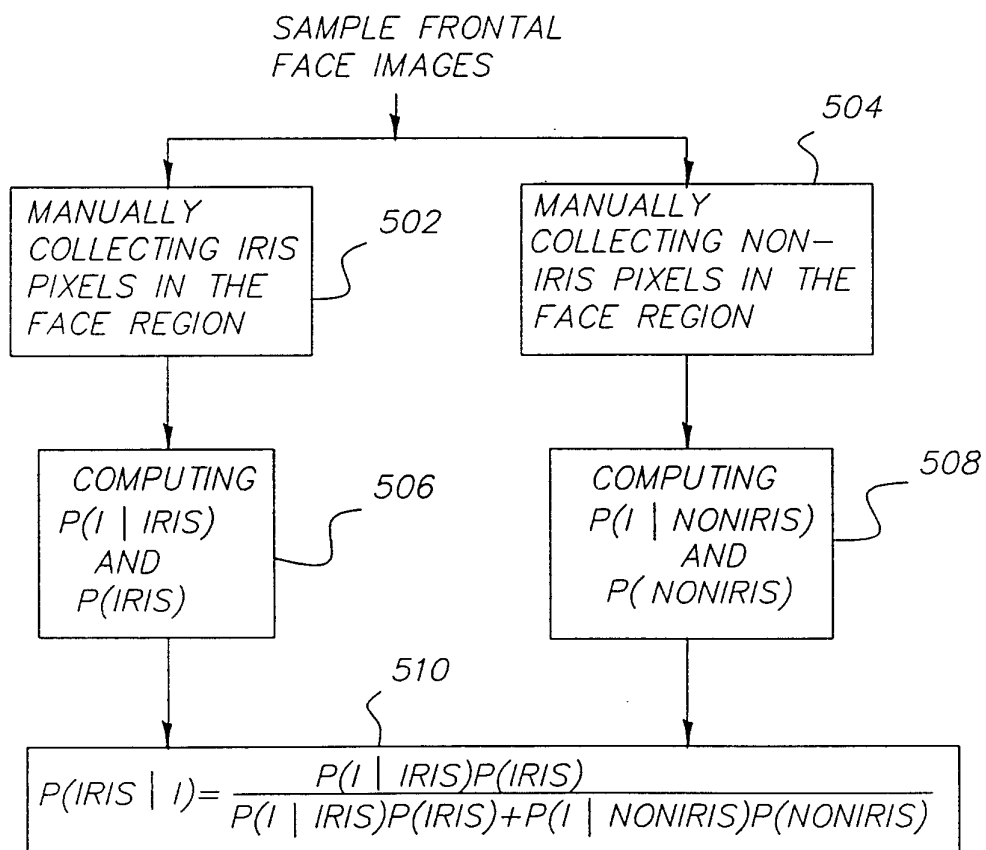 SAMPLE FRONTAL
FACE IMAGES
504
MANUALLY
COLLECTING IRIS
PIXELS IN THE
FACE REGION
502
MANUALLY
COLLECTING NON-
IRIS PIXELS IN THE
FACE REGION
COMPUTING
P(I | IRIS)
AND
P(IRIS)
506
COMPUTING
P(I | NONIRIS)
AND
P(NONIRIS)
508
510
P(IRIS | I)= P(I | IRIS)P(IRIS)
P(I | IRIS)P(IRIS)+P(I | NONIRIS)P(NONIRIS)